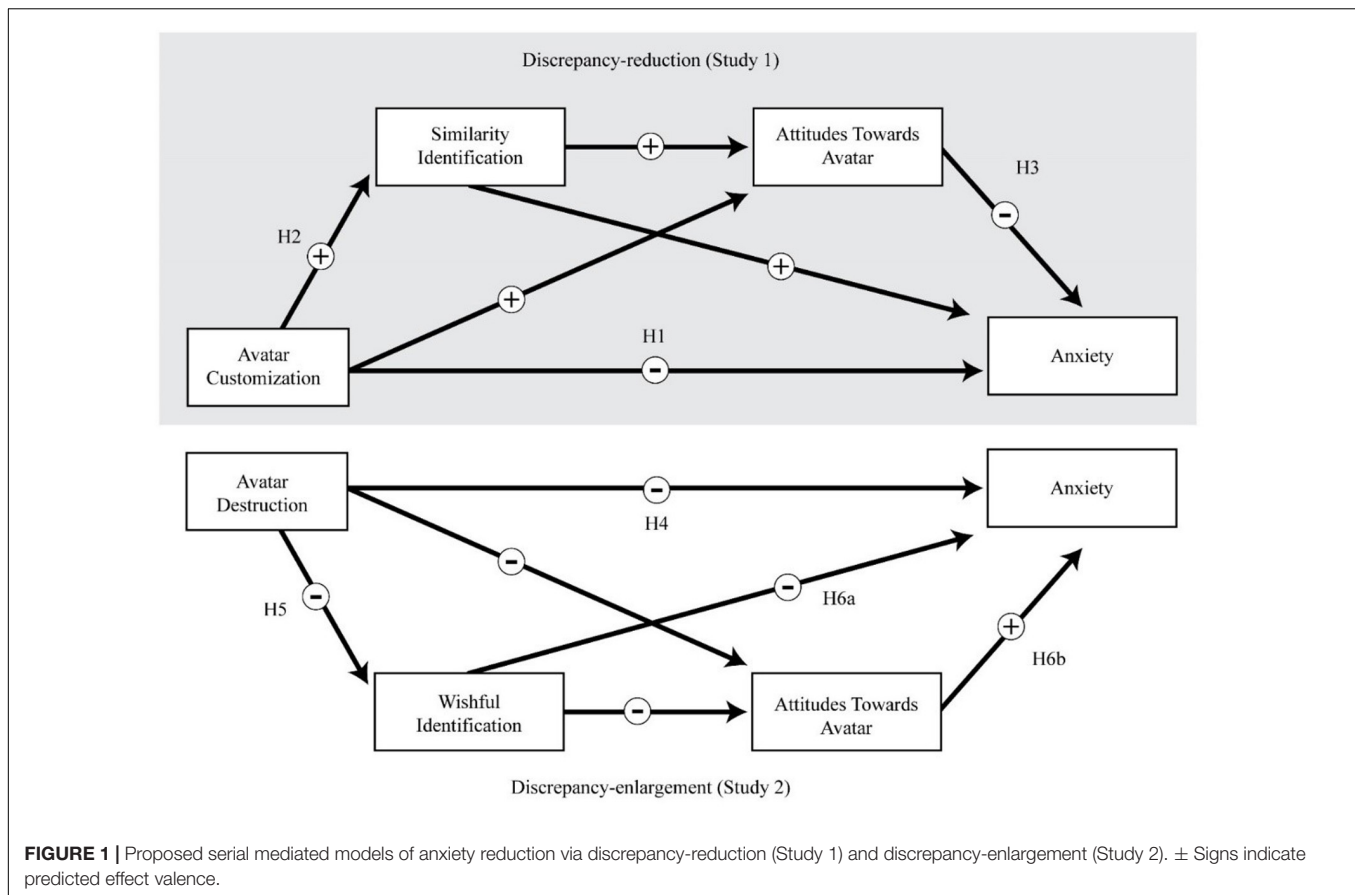 Discrepancy-reduction (Study 1)
Similarity
Identification
+
Attitudes Towards
Avatar
H3
-
H2
+
+
+
Avatar
Customization
H1
-
Anxiety
Avatar
Destruction
-
H4
Anxiety
-
H5
-
-
H6a
+
H6b
Wishful
Identification
-
Attitudes Towards
Avatar
Discrepancy-enlargement (Study 2)
FIGURE 1 | Proposed serial mediated models of anxiety reduction via discrepancy-reduction (Study 1) and discrepancy-enlargement (Study 2). ± Signs indicate
predicted effect valence.